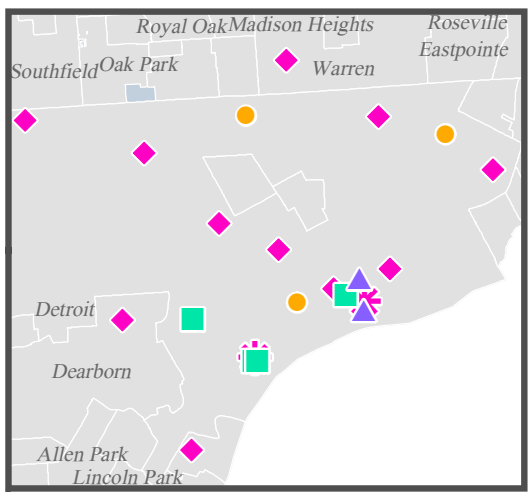 Royal Oak Madison Heights Roseville
Eastpointe
Southfield Oak Park Warren
Detroit
Dearborn
Allen Park
Lincoln Park